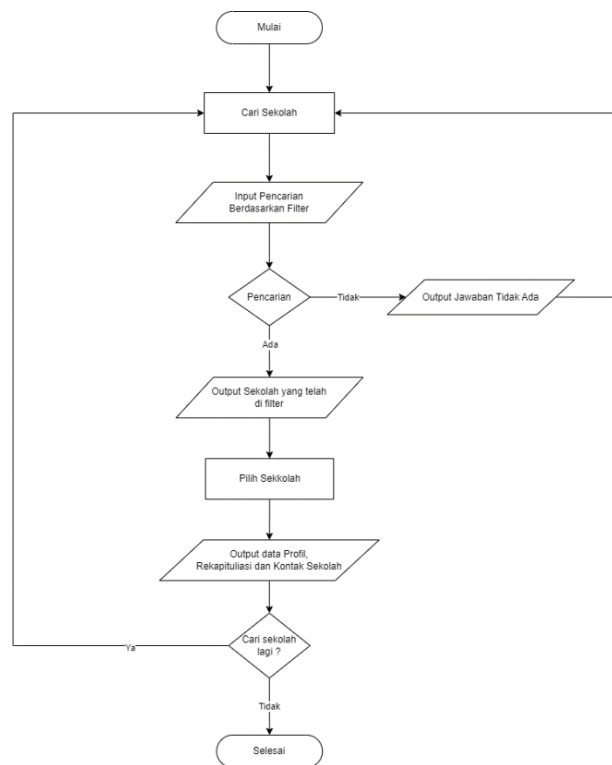 Mulai
Cari Sekolah
Input Pencarian
Berdasarkan Filter
Pencarian
Tidak
Output Jawaban Tidak Ada
Ada
Output Sekolah yang telah
di filter
Pilih Sekkolah
Output data Profil,
Rekapituliasi dan Kontak Sekolah
Cari sekolah
lagi ?
Ya
Tidak
Selesai